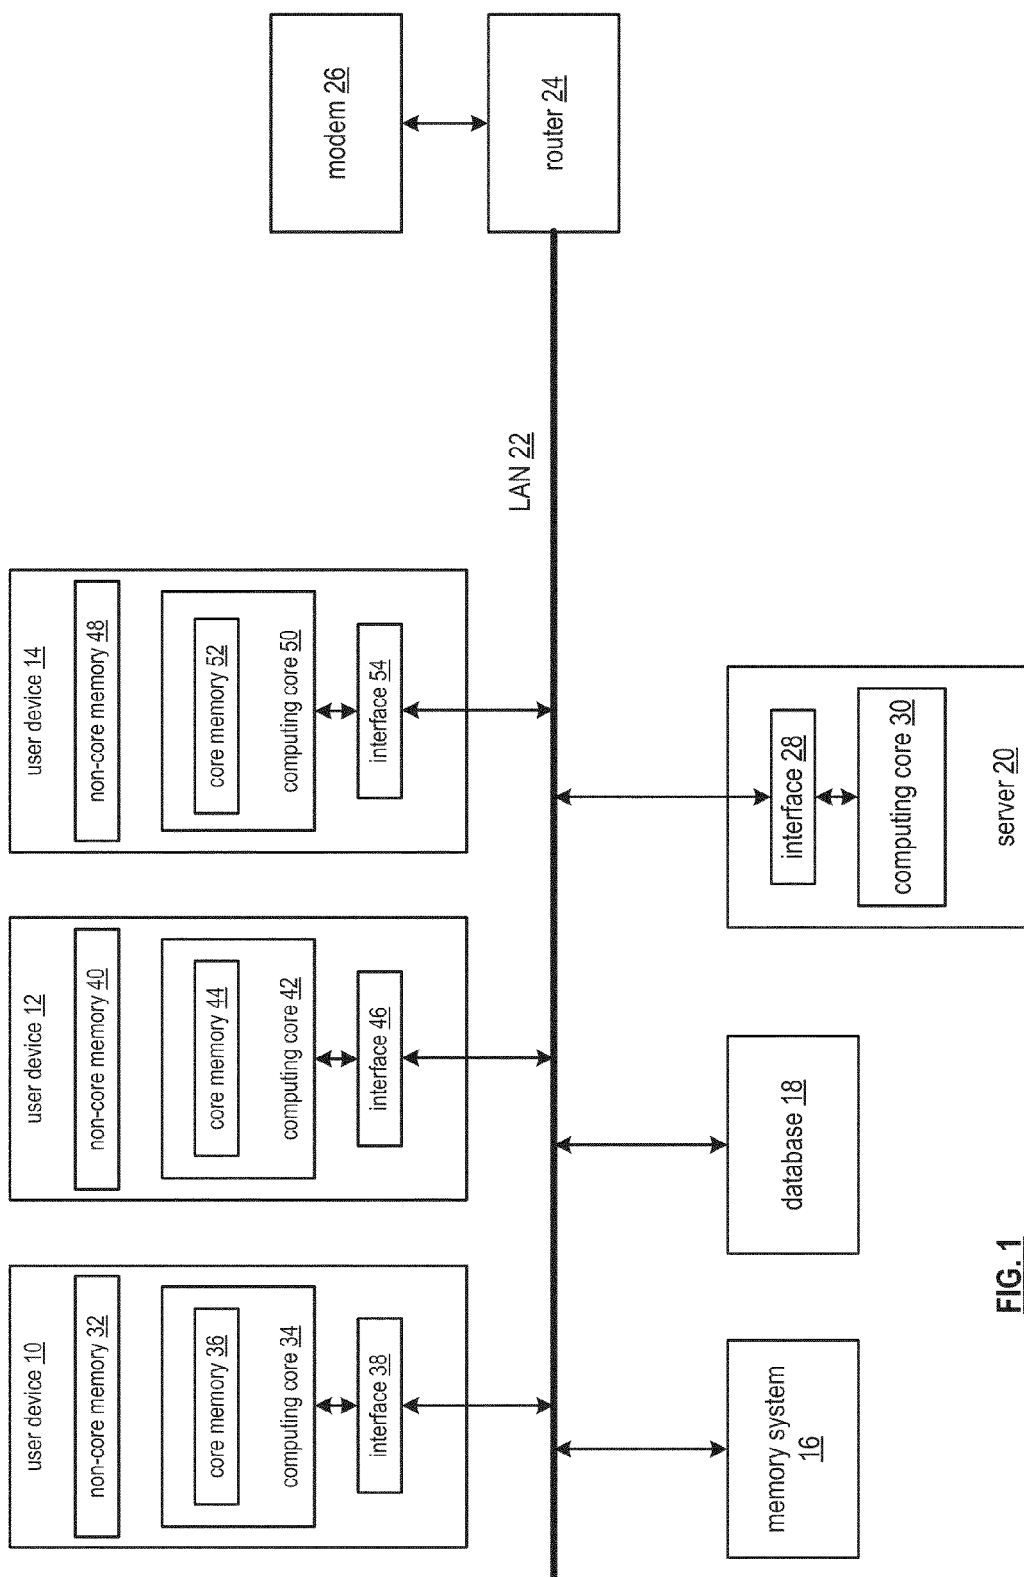 user device 10
non-core memory 32
core memory 36
computing core 34
interface 38
user device 12
non-core memory 40
core memory 44
computing core 42
interface 46
user device 14
non-core memory 48
core memory 52
computing core 50
interface 54
modem 26
router 24
LAN 22
memory system
16
database 18
interface 28
computing core 30
server 20
FIG. 1